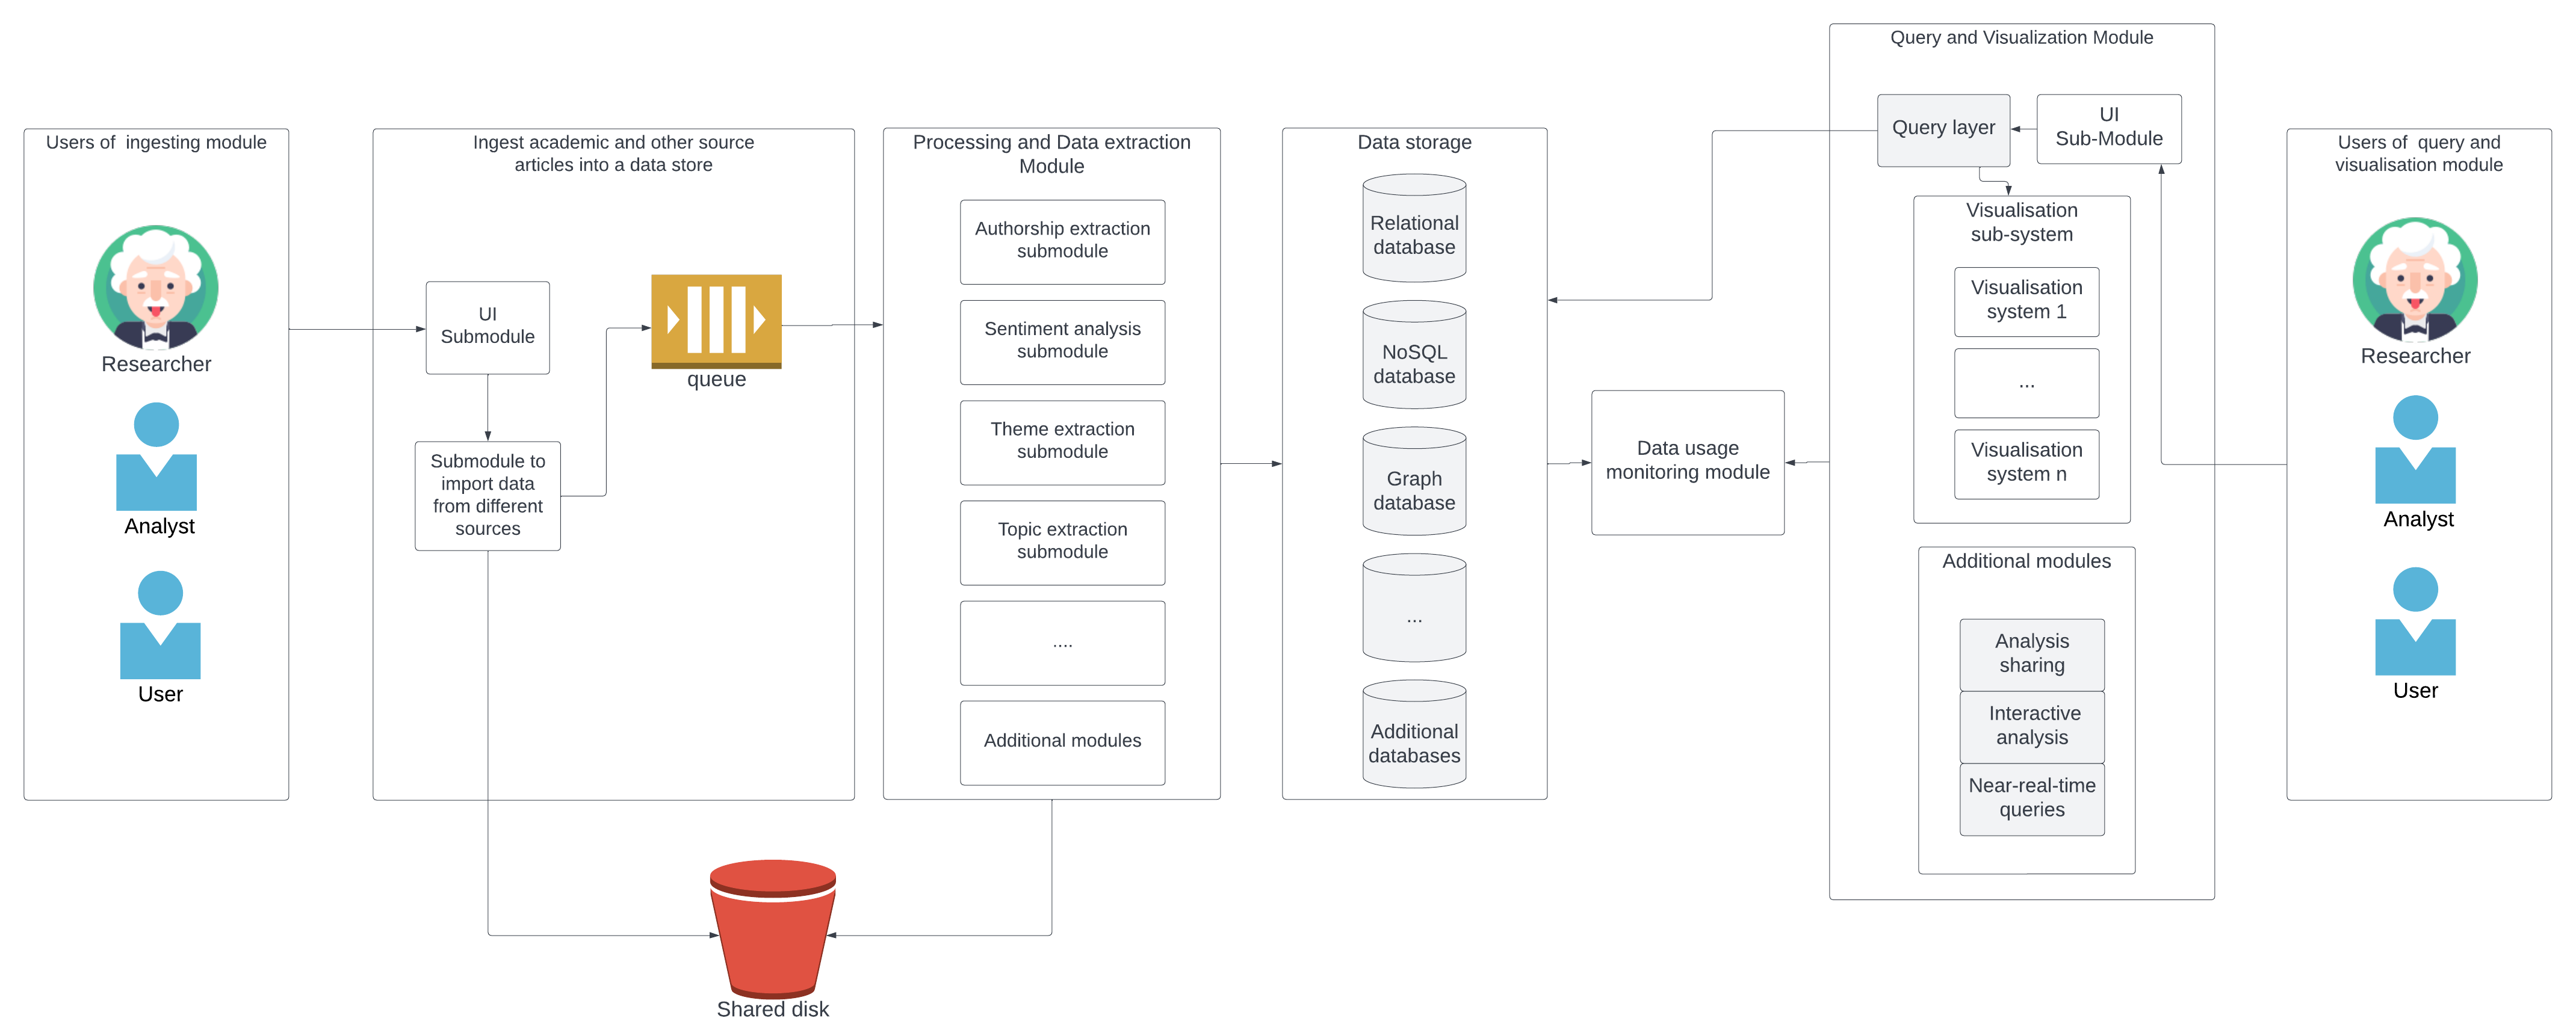 Users of  ingesting module
Researcher
Analyst
User
Ingest academic and other source
articles into a data store
UI
Submodule
Submodule to
import data
from different
sources
queue
Shared disk
Processing and Data extraction
Module
Authorship extraction
submodule
Sentiment analysis
submodule
Theme extraction
submodule
Topic extraction
submodule
....
Additional modules
Data storage
Relational
database
NoSQL
database
Graph
database
...
Additional
databases
Data usage
monitoring module
Query and Visualization Module
Query layer
UI
Sub-Module
Visualisation
sub-system
Visualisation
system 1
...
Visualisation
system n
Additional modules
Analysis
sharing
Interactive
analysis
Near-real-time
queries
Users of  query and
visualisation module
Researcher
Analyst
User